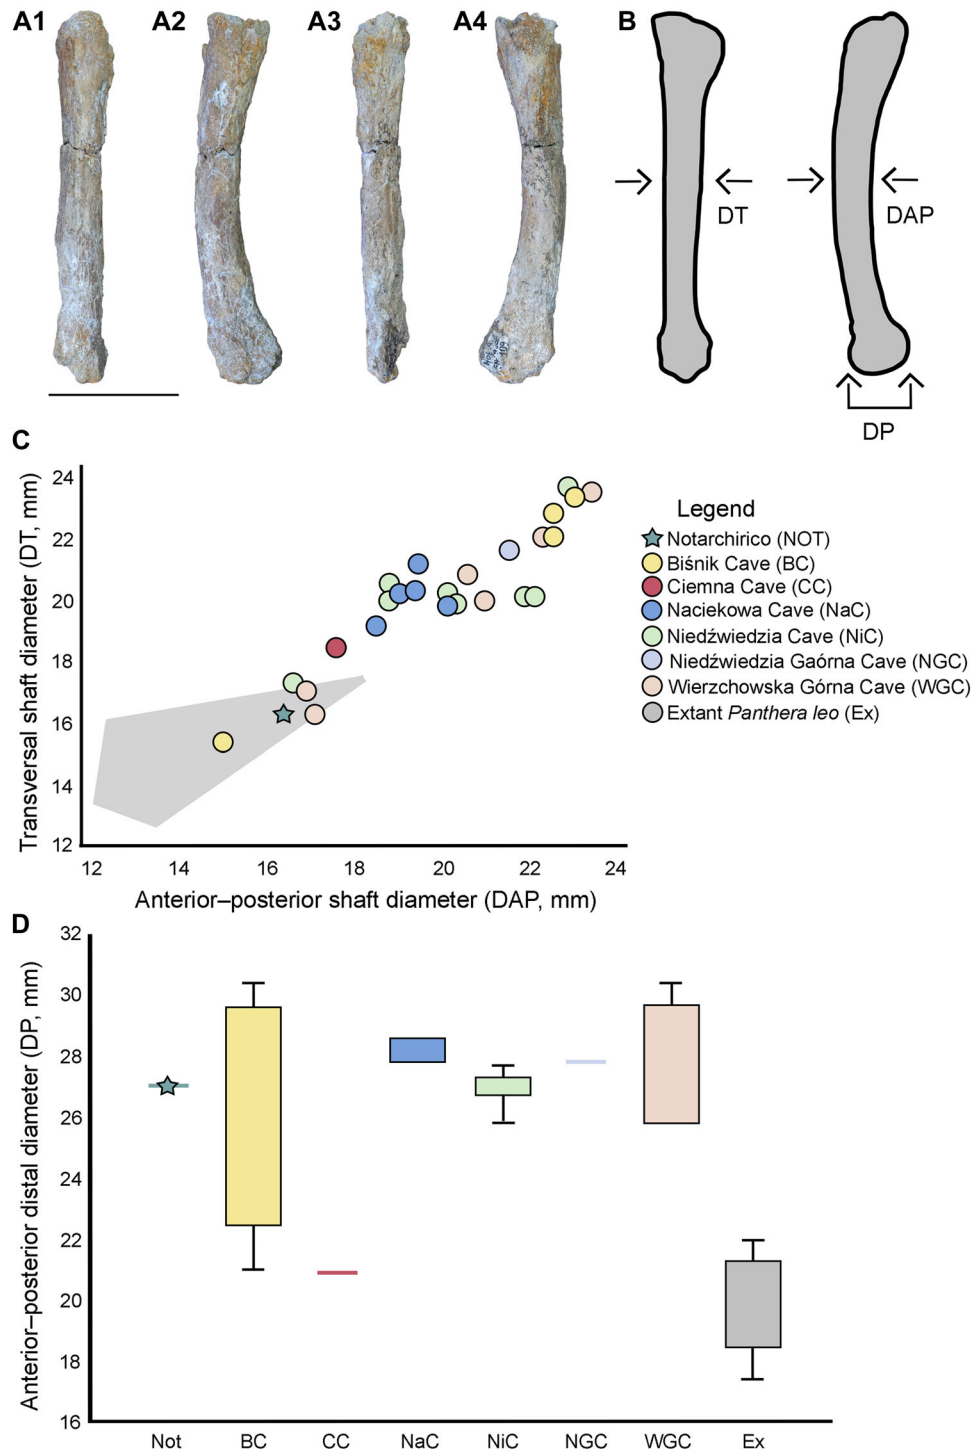 A1 A2 A3 A4 B
DT
DAP
DP
C
Transversal shaft diameter (DT, mm)
24
22
20
18
16
14
12
12 14 16 18 20 22 24
Anterior–posterior shaft diameter (DAP, mm)
Legend
Notarchirico (NOT)
Biśnik Cave (BC)
Ciemna Cave (CC)
Naciekowa Cave (NaC)
Niedźwiedzia Cave (NiC)
Niedźwiedzia Gaórna Cave (NGC)
Wierzchowska Górna Cave (WGC)
Extant Panthera leo (Ex)
D
Anterior–posterior distal diameter (DP, mm)
32
30
28
26
24
22
20
18
16
Not BC CC NaC NiC NGC WGC Ex